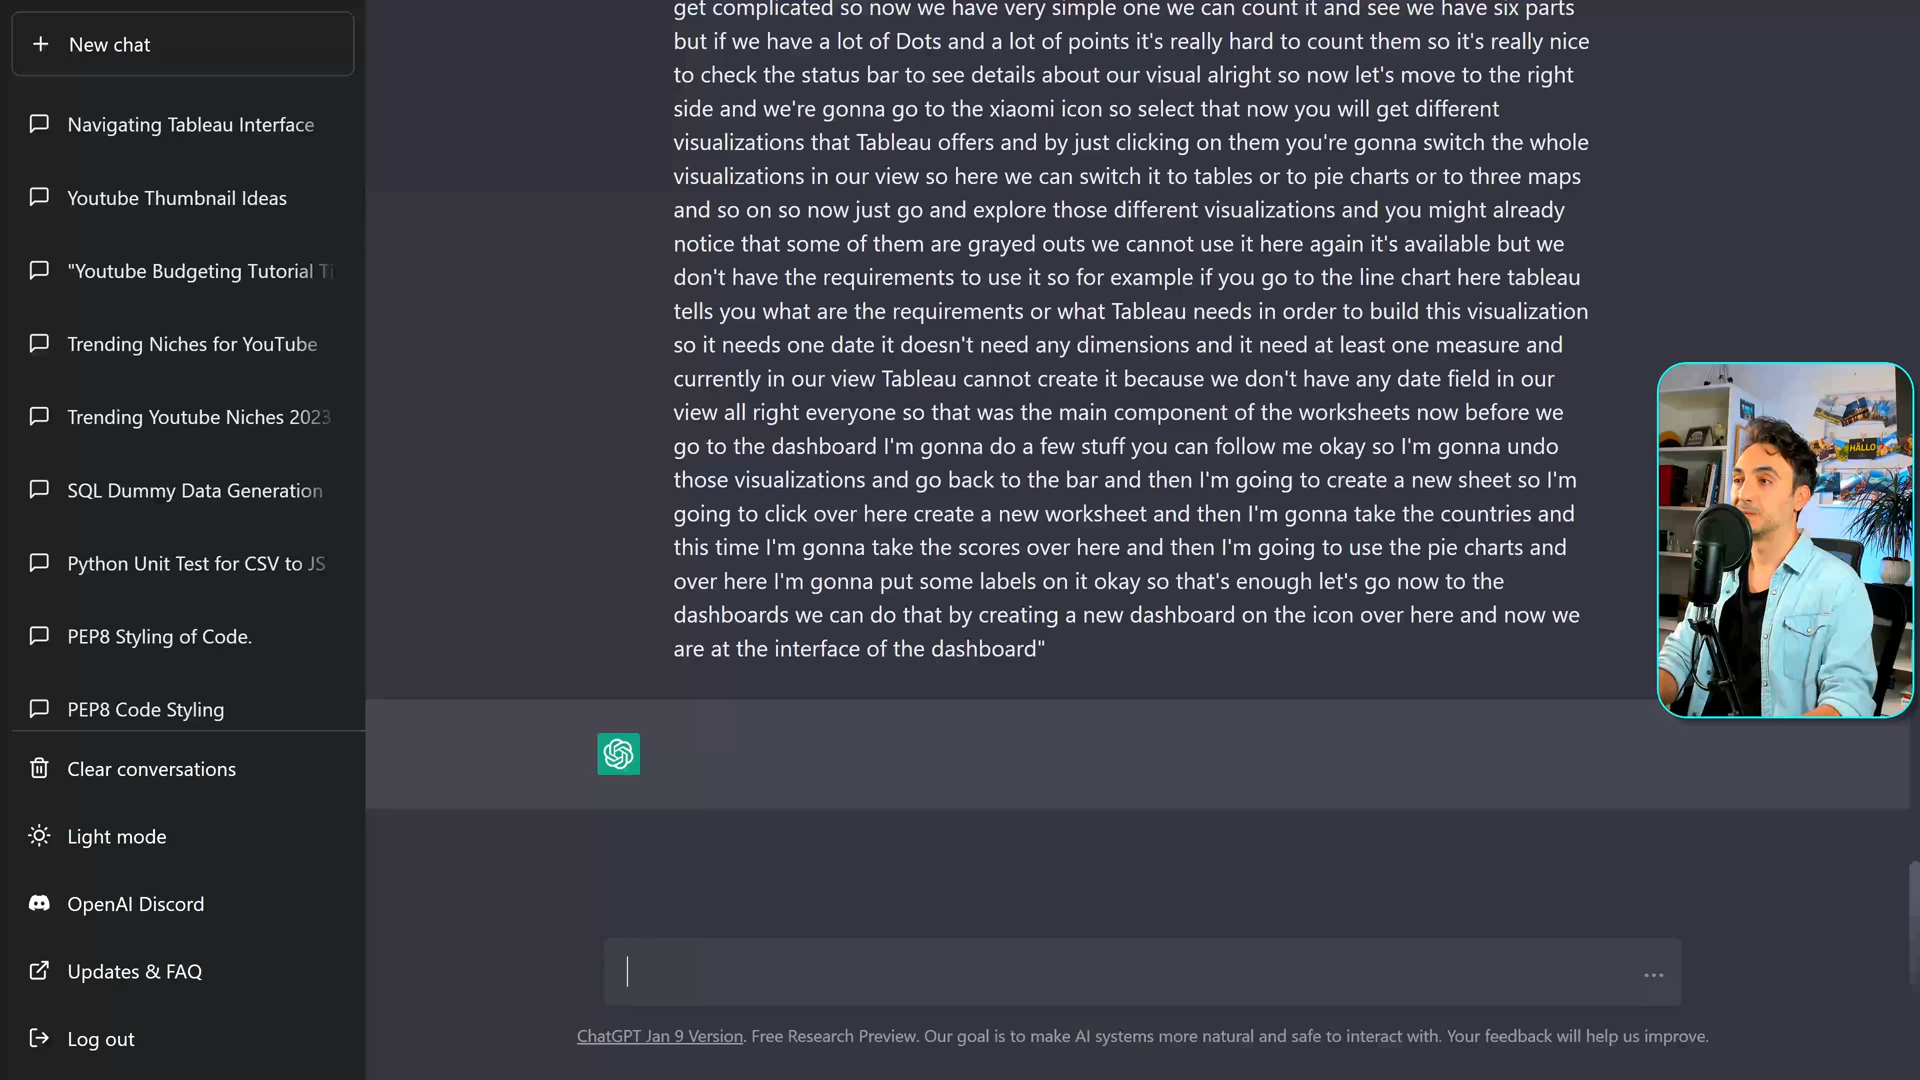 New chat
Navigating Tableau Interface
Youtube Thumbnail Ideas
"Youtube Budgeting Tutorial Ti
Trending Niches for YouTube
Trending Youtube Niches 2023
SQL Dummy Data Generation
Python Unit Test for CSV to JS
PEP8 Styling of Code.
PEP8 Code Styling
Clear conversations
Light mode
OpenAI Discord
Updates & FAQ
Log out
get complicated so now we have very simple one we can count it and see we have six parts
but if we have a lot of Dots and a lot of points it's really hard to count them so it's really nice
to check the status bar to see details about our visual alright so now let's move to the right
side and we're gonna go to the xiaomi icon so select that now you will get different
visualizations that Tableau offers and by just clicking on them you're gonna switch the whole
visualizations in our view so here we can switch it to tables or to pie charts or to three maps
and so on so now just go and explore those different visualizations and you might already
notice that some of them are grayed outs we cannot use it here again it's available but we
don't have the requirements to use it so for example if you go to the line chart here tableau
tells you what are the requirements or what Tableau needs in order to build this visualization
so it needs one date it doesn't need any dimensions and it need at least one measure and
currently in our view Tableau cannot create it because we don't have any date field in our
view all right everyone so that was the main component of the worksheets now before we
go to the dashboard I'm gonna do a few stuff you can follow me okay so I'm gonna undo
those visualizations and go back to the bar and then I'm going to create a new sheet so I'm
going to click over here create a new worksheet and then I'm gonna take the countries and
this time I'm gonna take the scores over here and then I'm going to use the pie charts and
over here I'm gonna put some labels on it okay so that's enough let's go now to the
dashboards we can do that by creating a new dashboard on the icon over here and now we
are at the interface of the dashboard"
HALLO
ChatGPT Jan 9 Version. Free Research Preview. Our goal is to make AI systems more natural and safe to interact with. Your feedback will help us improve.